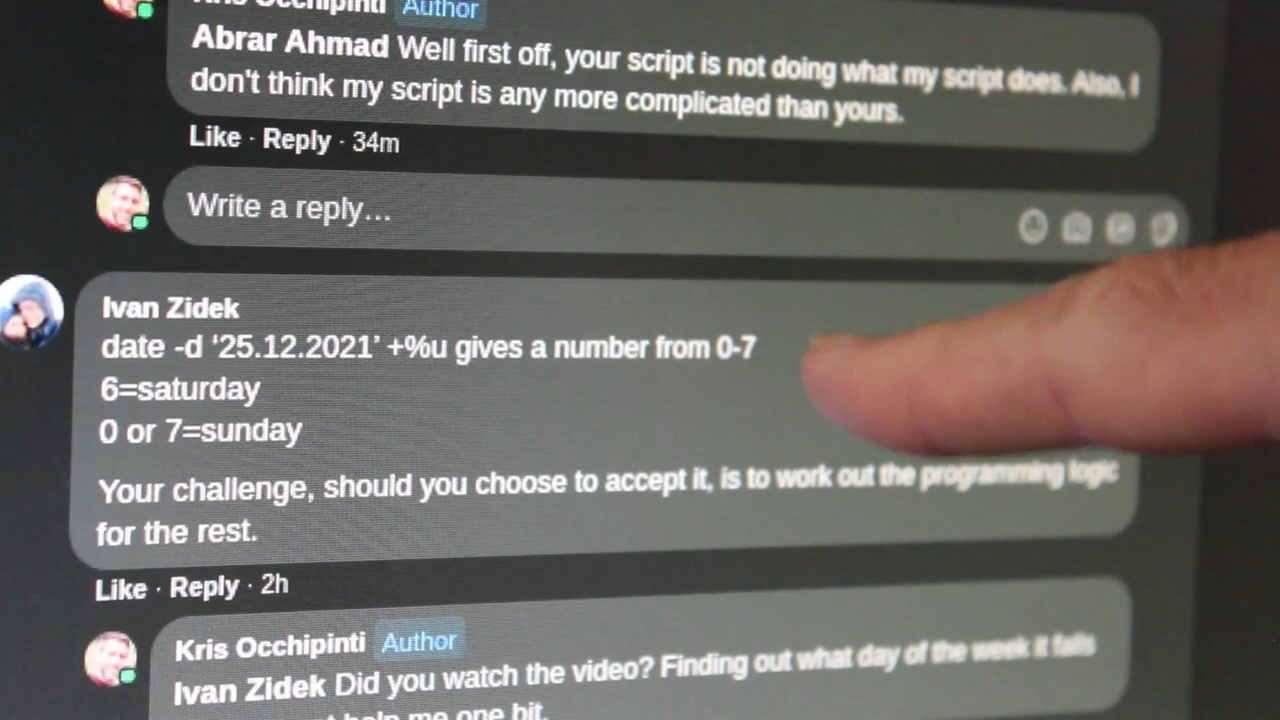 Kris Occhipinti Author
Abrar Ahmad Well first off, your script is not doing what my script does. Also, I
don't think my script is any more complicated than yours.
Like · Reply · 34m
Write a reply...
Ivan Zidek
date -d ‘25.12.2021’ +%u gives a number from 0-7
6=saturday
0 or 7=sunday
Your challenge, should you choose to accept it, is to work out the programming logic
for the rest.
Like · Reply · 2h
Kris Occhipinti Author
Ivan Zidek Did you watch the video? Finding out what day of the week it falls
help me one bit.